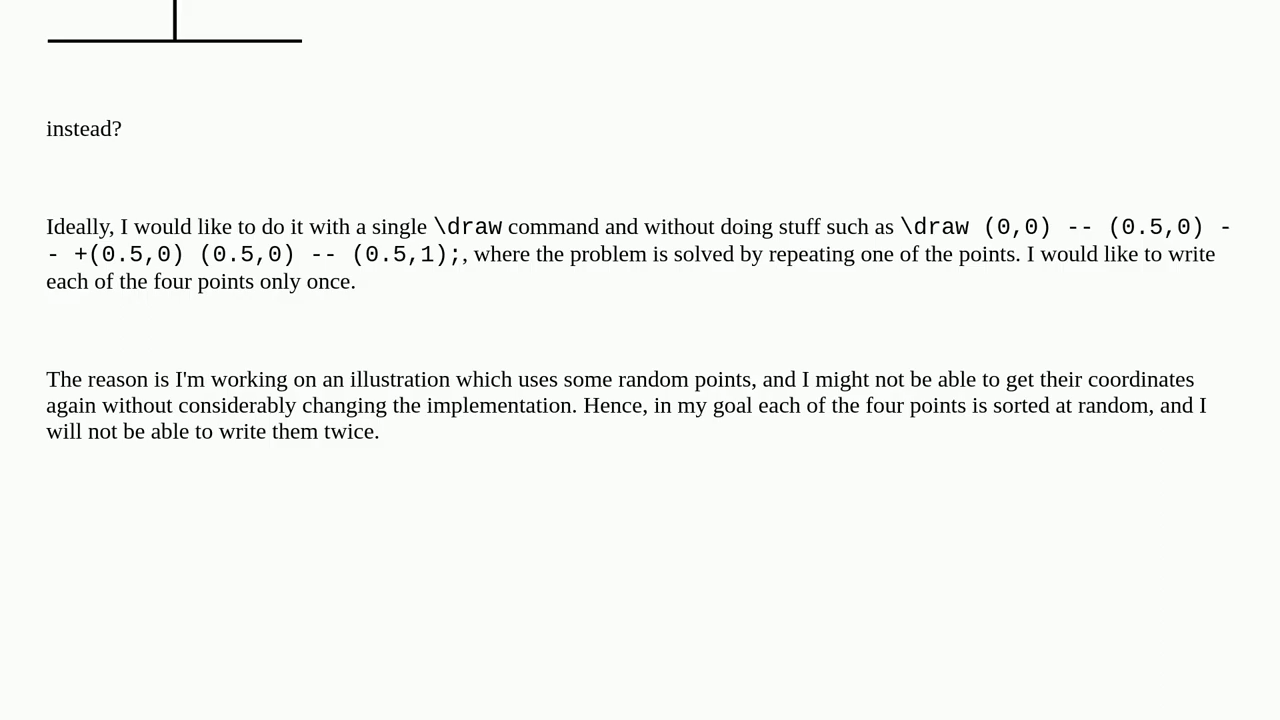 instead?
Ideally, I would like to do it with a single \draw command and without doing stuff such as \draw (0,0) -- (0.5,0) -
- +(0.5,0) (0.5,0) -- (0.5,1);, where the problem is solved by repeating one of the points. I would like to write
each of the four points only once.
The reason is I'm working on an illustration which uses some random points, and I might not be able to get their coordinates
again without considerably changing the implementation. Hence, in my goal each of the four points is sorted at random, and I
will not be able to write them twice.